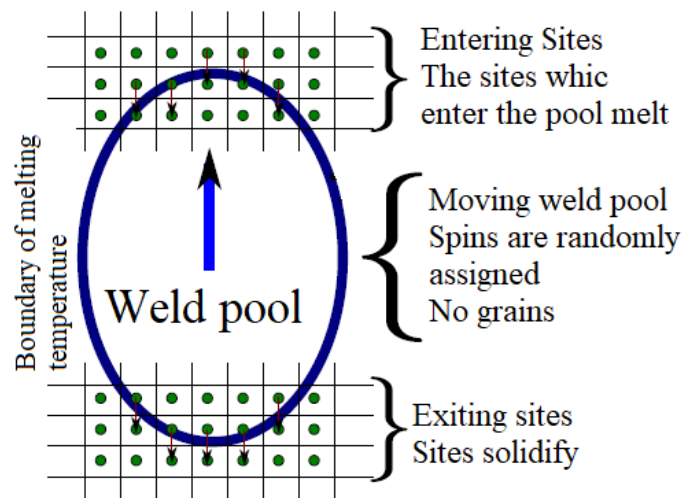 Entering Sites
The sites whic
enter the pool melt
Boundary of melting
temperature
Moving weld pool
Spins are randomly
assigned
No grains
Weld pool
Exiting sites
Sites solidify